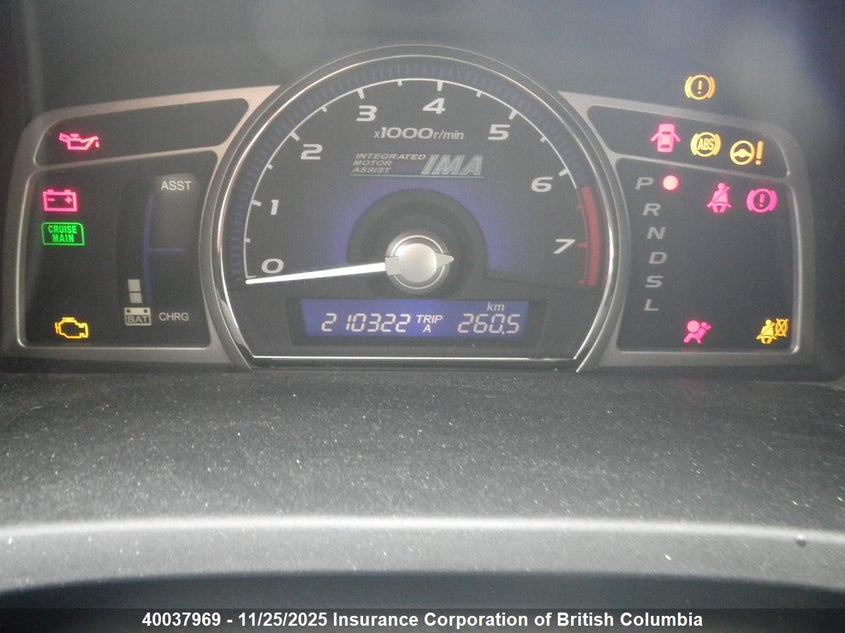 4
3
5
x1000r/min
2
INTEGRATED
MOTOR
ASSIST
IMA
6
1
7
0
ABS
ASST
CRUISE
MAIN
BAT
CHRG
P
R
N
D
S
L
km
210322 TRIP A 260.5
40037969 - 11/25/2025 Insurance Corporation of British Columbia